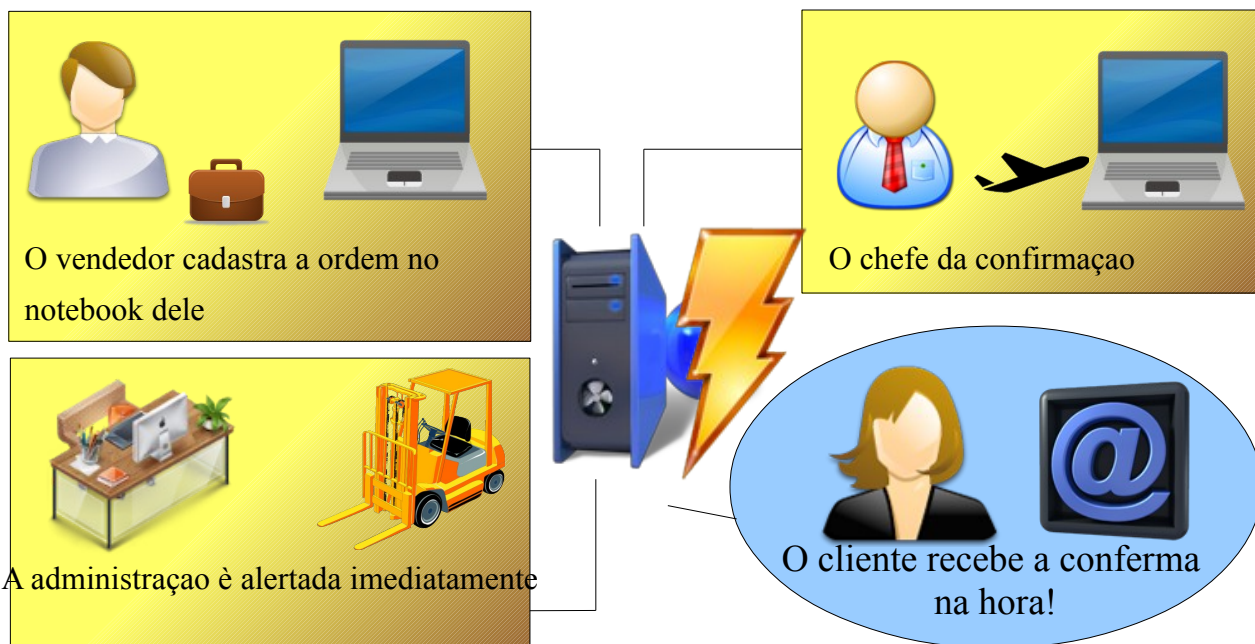 O vendedor cadastra a ordem no
notebook dele
O chefe da confirmaçao
A administraçao è alertada imediatamente
O cliente recebe a conferma
na hora!